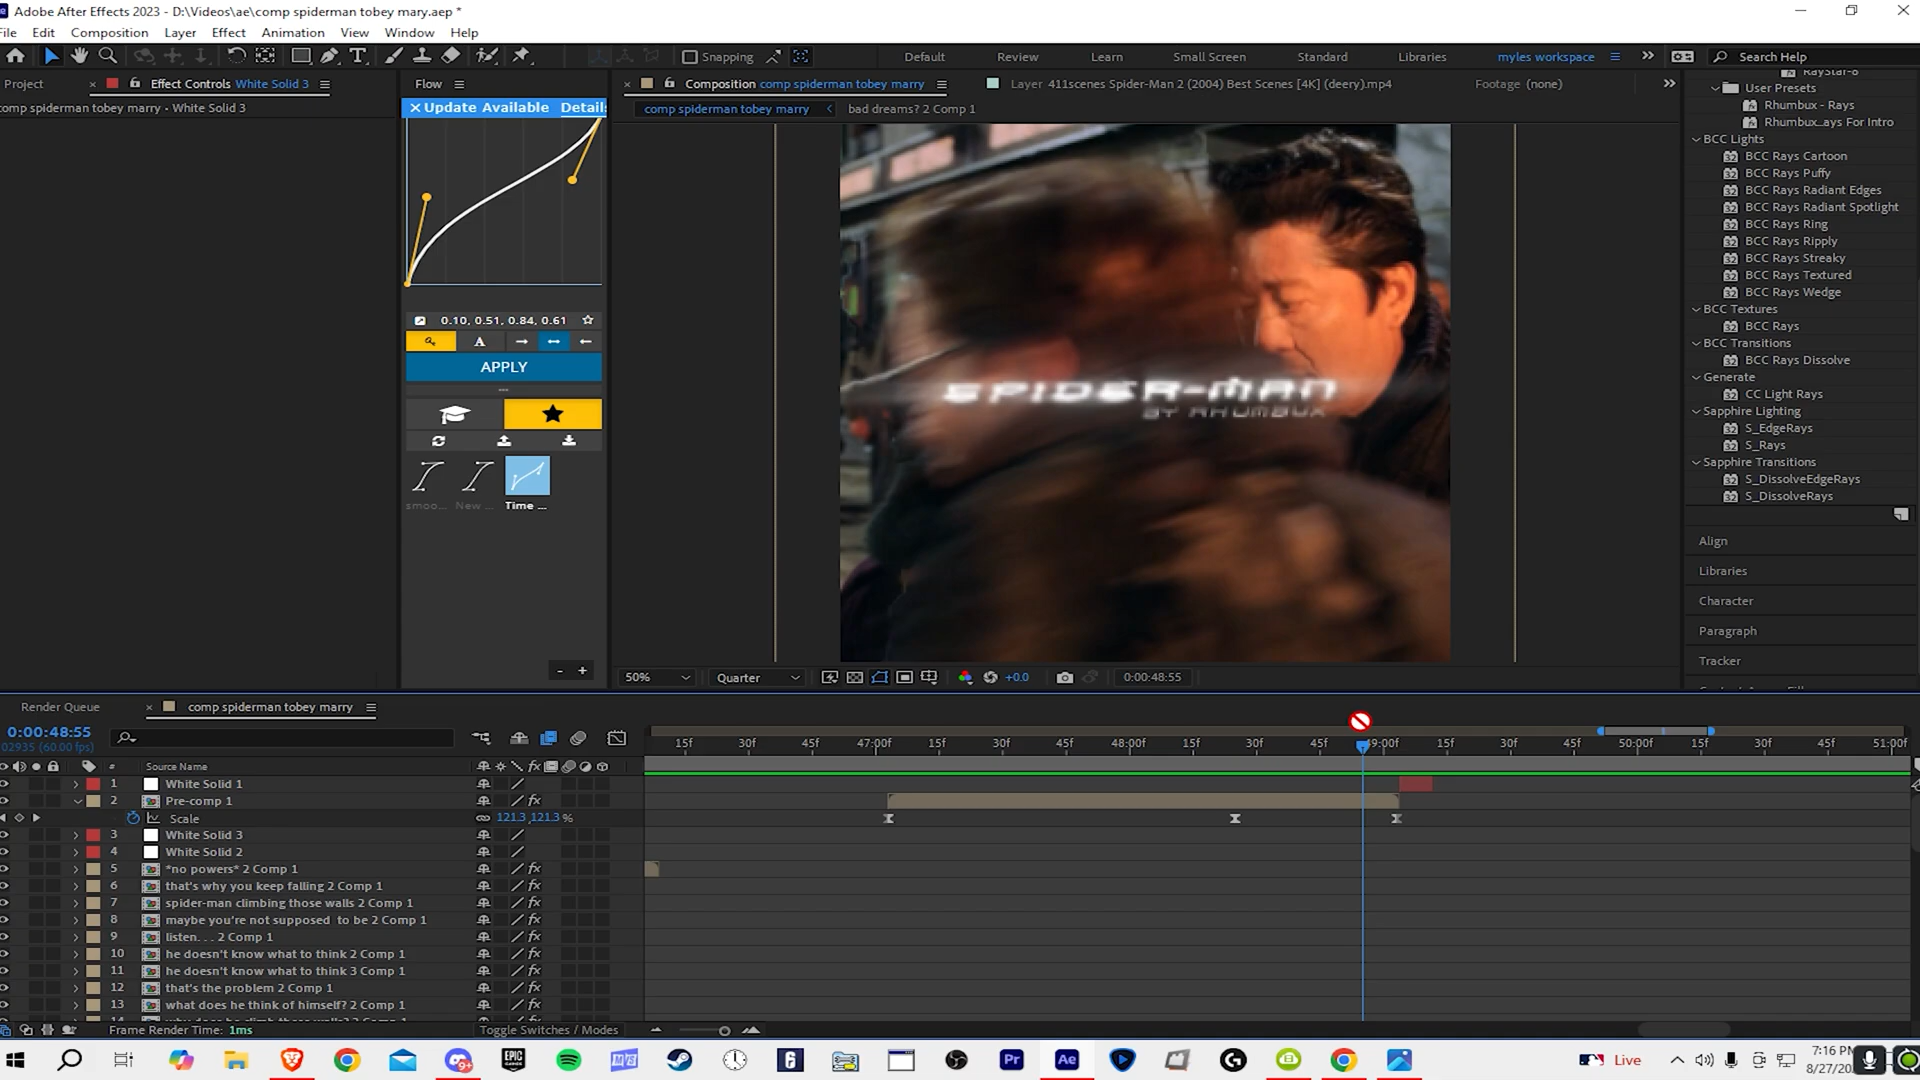 Adobe After Effects 2023 - D:\Videos\ae\comp spiderman tobey mary.aep *
File Edit Composition Layer Effect Animation View Window Help
Snapping
Default Review Learn Small Screen Standard Libraries myles workspace
Search Help
Project
Effect Controls White Solid 3
comp spiderman tobey marry • White Solid 3
Flow
Update Available Details
0.10, 0.51, 0.84, 0.61
A
APPLY
smoo... New ... Time ...
- +
Composition comp spiderman tobey marry
Layer 411scenes Spider-Man 2 (2004) Best Scenes [4K] (deery).mp4
Footage (none)
comp spiderman tobey marry
bad dreams? 2 Comp 1
SPIDER-MAN
BY RHUMBUX
50%
Quarter
+0.0
0:00:48:55
RayStar-8
User Presets
Rhumbux - Rays
Rhumbux...ays For Intro
BCC Lights
BCC Rays Cartoon
BCC Rays Puffy
BCC Rays Radiant Edges
BCC Rays Radiant Spotlight
BCC Rays Ring
BCC Rays Ripply
BCC Rays Streaky
BCC Rays Textured
BCC Rays Wedge
BCC Textures
BCC Rays
BCC Transitions
BCC Rays Dissolve
Generate
CC Light Rays
Sapphire Lighting
S_EdgeRays
S_Rays
Sapphire Transitions
S_DissolveEdgeRays
S_DissolveRays
Align
Libraries
Character
Paragraph
Tracker
Render Queue
comp spiderman tobey marry
0:00:48:55
02935 (60.00 fps)
15f 30f 45f 47:00f 15f 30f 45f 48:00f 15f 30f 45f 49:00f 15f 30f 45f 50:00f 15f 30f 45f 51:00f
# Source Name
1 White Solid 1
2 Pre-comp 1
Scale 121.3,121.3 %
3 White Solid 3
4 White Solid 2
5 *no powers* 2 Comp 1
6 that's why you keep falling 2 Comp 1
7 spider-man climbing those walls 2 Comp 1
8 maybe you're not supposed to be 2 Comp 1
9 listen. . . 2 Comp 1
10 he doesn't know what to think 2 Comp 1
11 he doesn't know what to think 3 Comp 1
12 that's the problem 2 Comp 1
13 what does he think of himself? 2 Comp 1
Frame Render Time: 1ms
Toggle Switches / Modes
EPIC GAMES
Pr
Ae
Live
7:16 PM